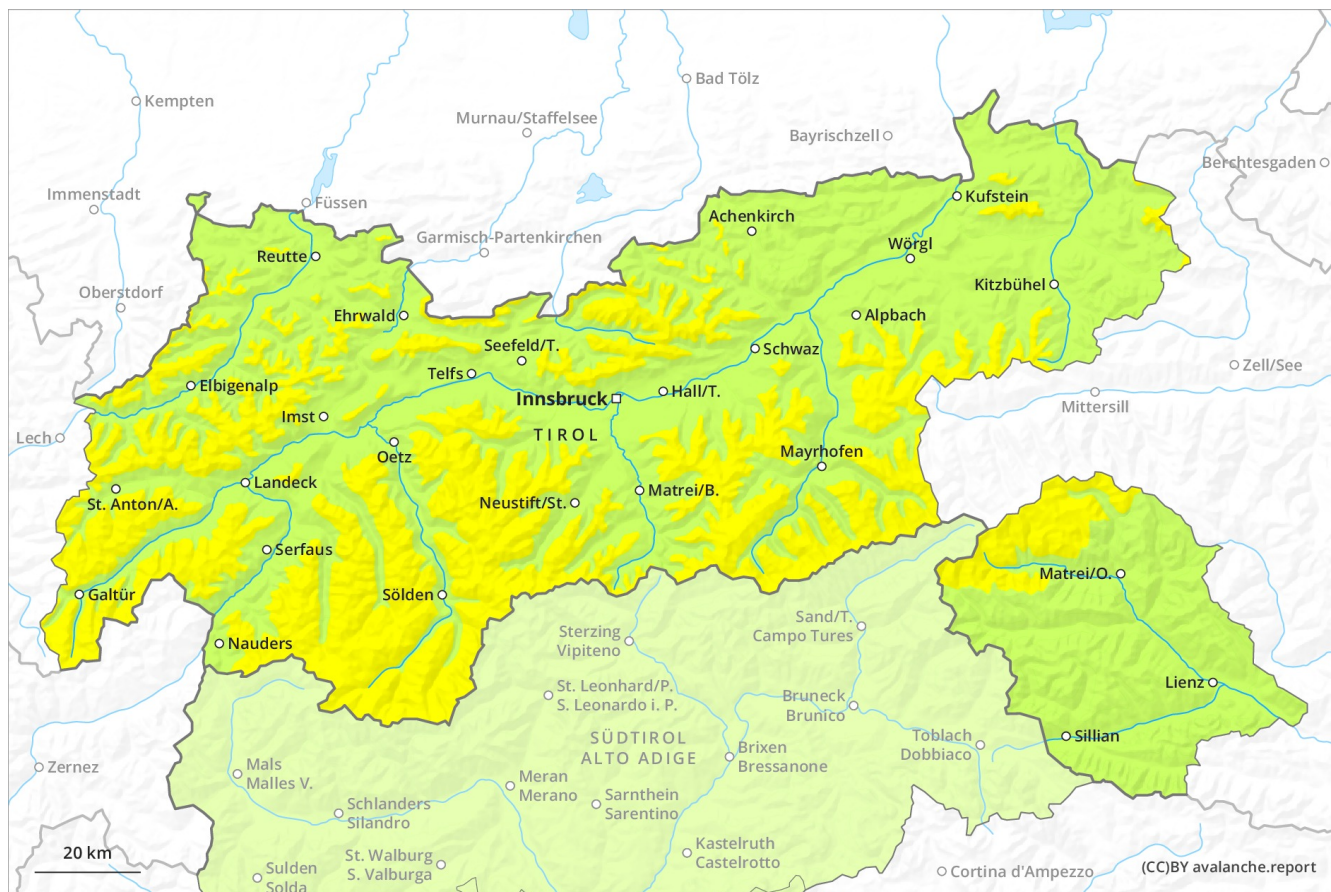 Kempten
Bad Tölz
Murnau/Staffelsee
Bayrischzell
Berchtesgaden
Immenstadt
Füssen
Kufstein
Achenkirch
Garmisch-Partenkirchen
Reutte
Wörgl
Oberstdorf
Kitzbühel
Ehrwald
Alpbach
Seefeld/T.
Schwaz
Zell/See
Telfs
Elbigenalp
Innsbruck
Hall/T.
Mittersill
Imst
Lech
TIROL
Oetz
Mayrhofen
Landeck
St. Anton/A.
Neustift/St.
Matrei/B.
Serfaus
Matrei/O.
Galtür
Sölden
Sand/T.
Campo Tures
Sterzing
Vipiteno
Nauders
Lienz
St. Leonhard/P.
S. Leonardo i. P.
Bruneck
Brunico
SÜDTIROL
ALTO ADIGE
Toblach
Dobbiaco
Sillian
Brixen
Bressanone
Zernez
Mals
Malles V.
Meran
Merano
Sarnthein
Sarentino
Schlanders
Silandro
Kastelruth
Castelrotto
20 km
St. Walburg
S. Valburga
Sulden
Solda
Cortina d'Ampezzo
(CC)BY avalanche.report